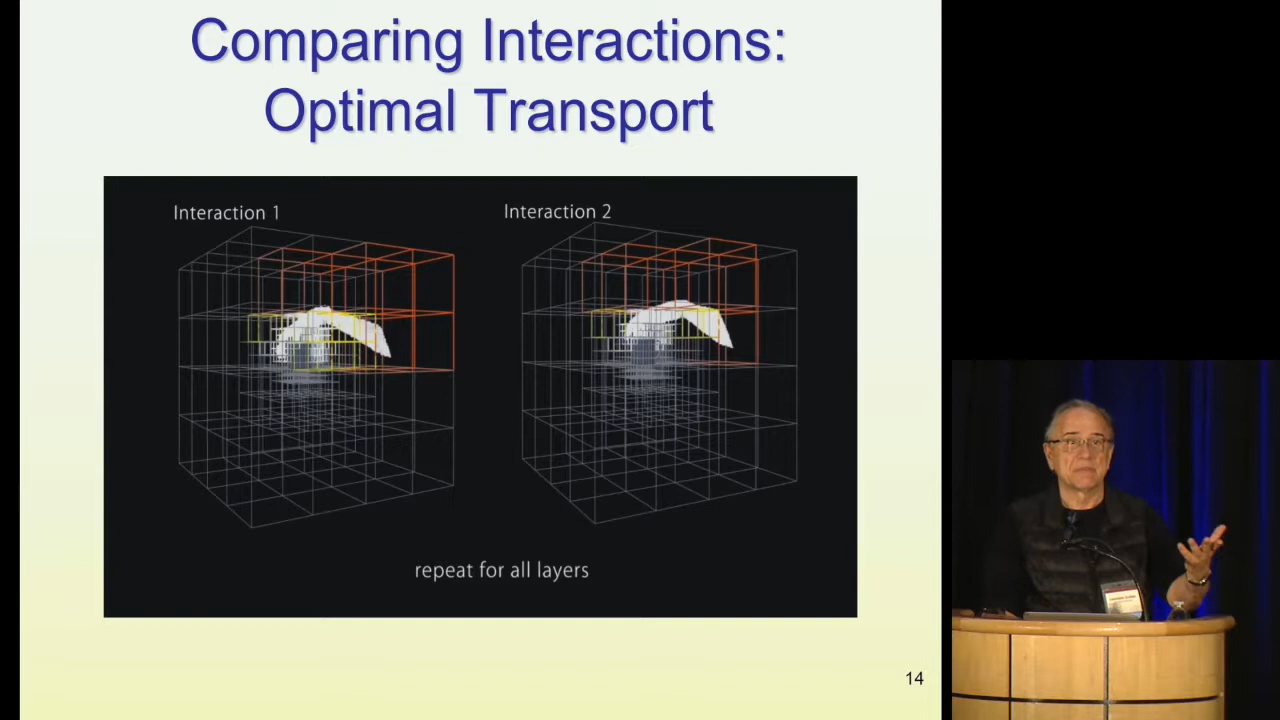 Comparing Interactions:
Optimal Transport
Interaction 1
Interaction 2
repeat for all layers
14